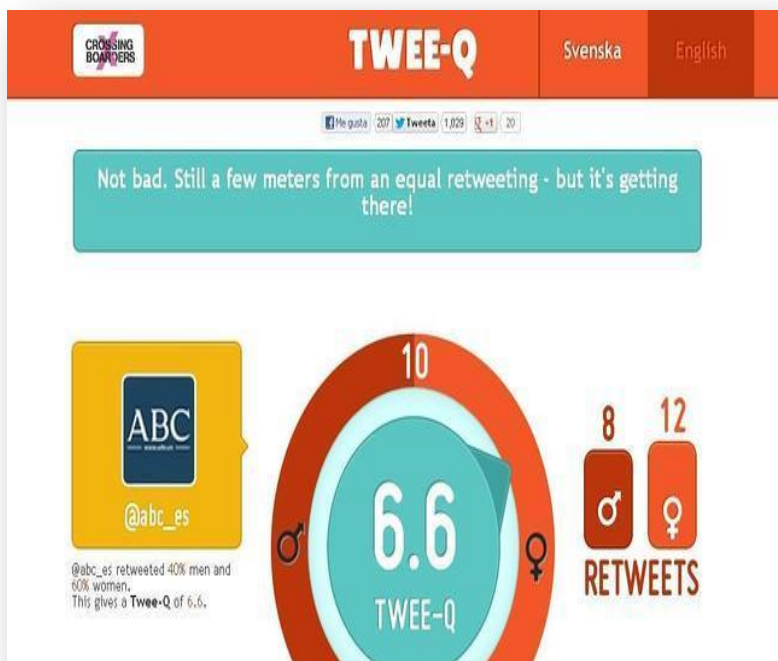 CROSSING
BOARDERS
TWEE-Q
Svenska
English
Me gusta 207 Tweeta 1,829 +1 20
Not bad. Still a few meters from an equal retweeting - but it's getting
there!
ABC
@abc_es
@abc_es retweeted 40% men and
60% women.
This gives a Twee-Q of 6.6.
10
6.6
TWEE-Q
8 12
RETWEETS